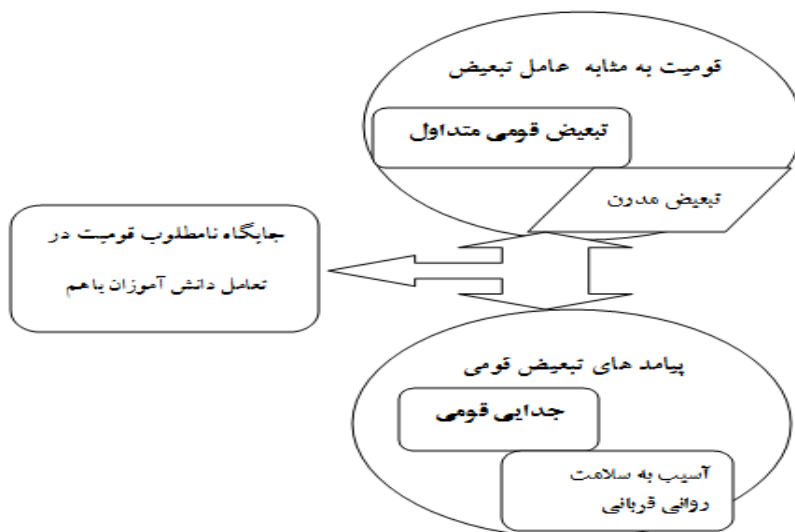 قومیت به مثابه عامل تبعیض
تبعیض قومی متداول
تبعیض مدرن
جایگاه نامطلوب قومیت در
تعامل دانش آموزان باهم
پیامد های تبعیض قومی
جدایی قومی
آسیب به سلامت
روانی قربانی